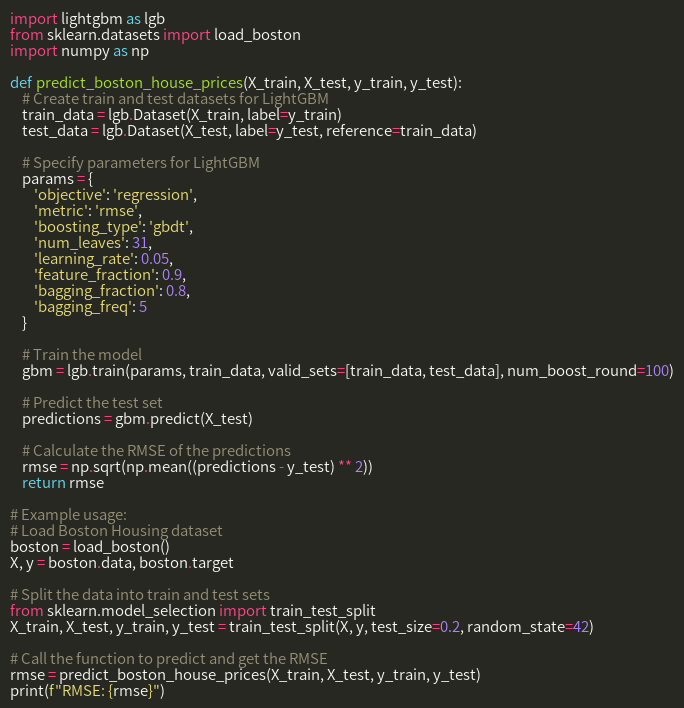 import lightgbm as lgb
from sklearn.datasets import load_boston
import numpy as np
def predict_boston_house_prices(X_train, X_test, y_train, y_test):
# Create train and test datasets for LightGBM
train_data = lgb.Dataset(X_train, label=y_train)
test_data = lgb.Dataset(X_test, label=y_test, reference=train_data)
# Specify parameters for LightGBM
params = {
'objective': 'regression',
'metric': 'rmse',
'boosting_type': 'gbdt',
'num_leaves': 31,
'learning_rate': 0.05,
'feature_fraction': 0.9,
'bagging_fraction': 0.8,
'bagging_freq': 5
}
# Train the model
gbm = lgb.train(params, train_data, valid_sets=[train_data, test_data], num_boost_round=100)
# Predict the test set
predictions = gbm.predict(X_test)
# Calculate the RMSE of the predictions
rmse = np.sqrt(np.mean((predictions - y_test) ** 2))
return rmse
# Example usage:
# Load Boston Housing dataset
boston = load_boston()
X, y = boston.data, boston.target
# Split the data into train and test sets
from sklearn.model_selection import train_test_split
X_train, X_test, y_train, y_test = train_test_split(X, y, test_size=0.2, random_state=42)
# Call the function to predict and get the RMSE
rmse = predict_boston_house_prices(X_train, X_test, y_train, y_test)
print(f"RMSE: {rmse}")